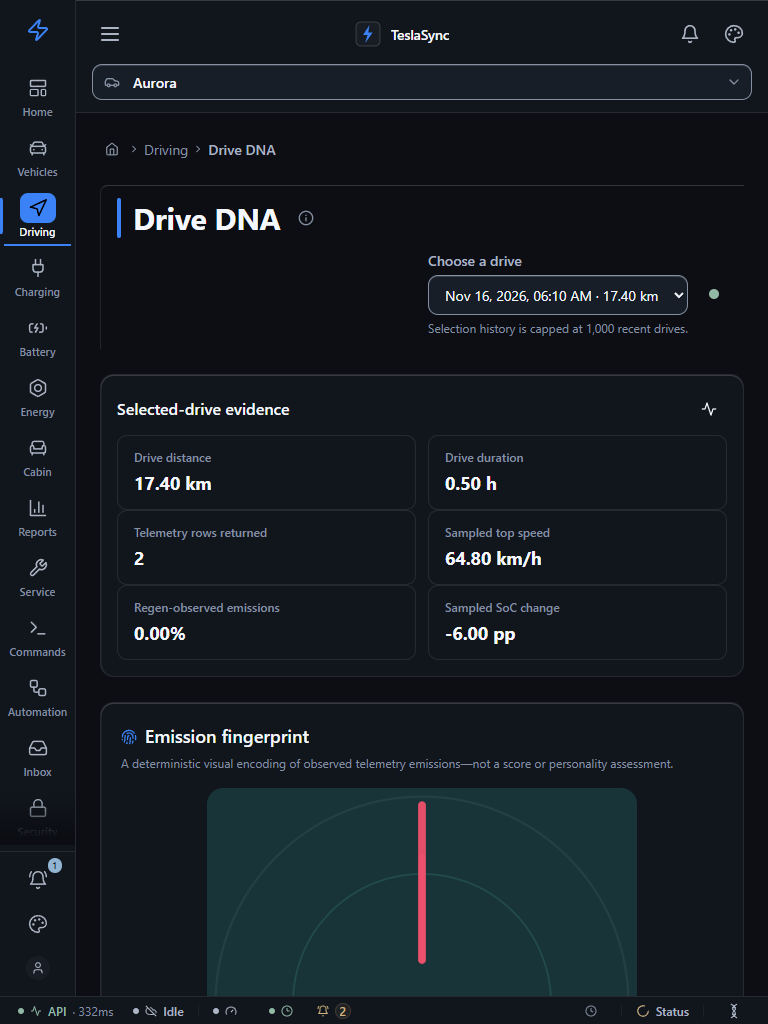 TeslaSync
Aurora
Home
Vehicles
Driving
Charging
Battery
Energy
Cabin
Reports
Service
Commands
Automation
Inbox
Security
1
Driving
Drive DNA
Drive DNA
Choose a drive
Nov 16, 2026, 06:10 AM · 17.40 km
Selection history is capped at 1,000 recent drives.
Selected-drive evidence
Drive distance
17.40 km
Drive duration
0.50 h
Telemetry rows returned
2
Sampled top speed
64.80 km/h
Regen-observed emissions
0.00%
Sampled SoC change
-6.00 pp
Emission fingerprint
A deterministic visual encoding of observed telemetry emissions—not a score or personality assessment.
API · 332ms
Idle
2
Status